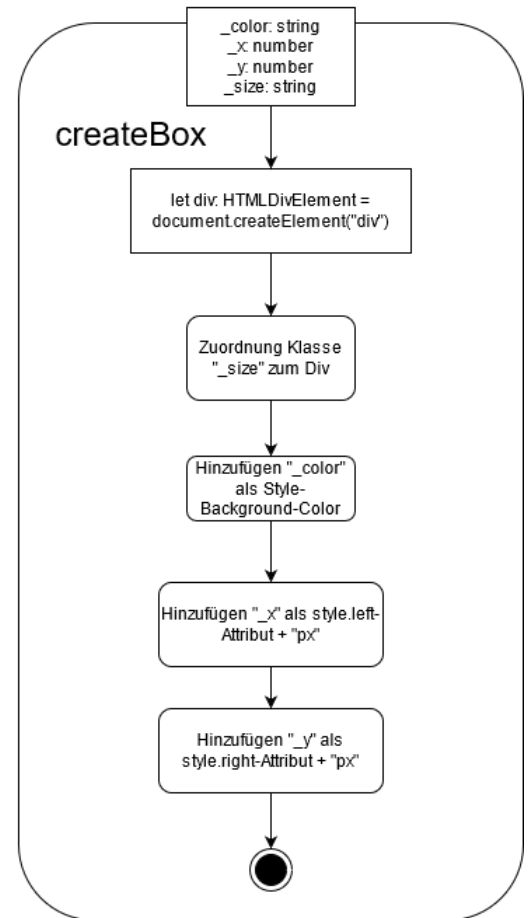 _color: string
_x: number
_y: number
_size: string
createBox
let div: HTMLDivElement =
document.createElement("div")
Zuordnung Klasse
"_size" zum Div
Hinzufügen "_color"
als Style-
Background-Color
Hinzufügen "_x" als style.left-
Attribut + "px"
Hinzufügen "_y" als
style.right-Attribut + "px"